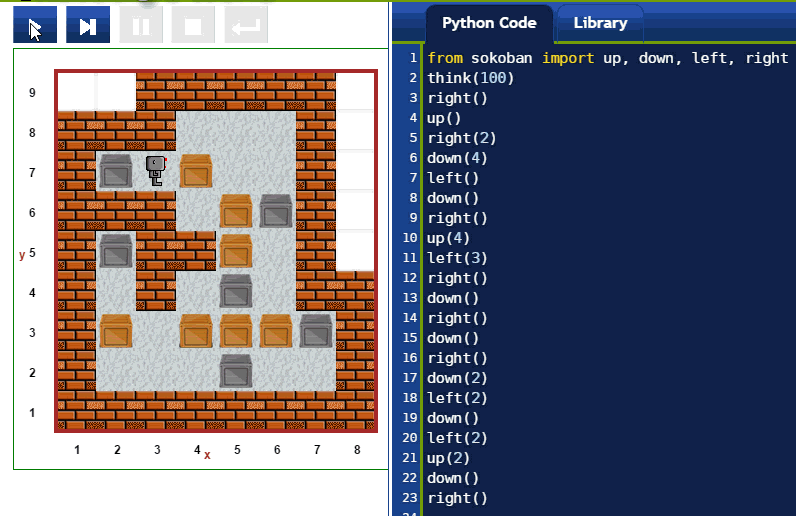 Python Code Library
1 from sokoban import up, down, left, right
2 think(100)
3 right()
4 up()
5 right(2)
6 down(4)
7 left()
8 down()
9 right()
10 up(4)
11 left(3)
12 right()
13 down()
14 right()
15 down()
16 right()
17 down(2)
18 left(2)
19 down()
20 left(2)
21 up(2)
22 down()
23 right()
9
8
7
6
y 5
4
3
2
1
1 2 3 4 x 5 6 7 8